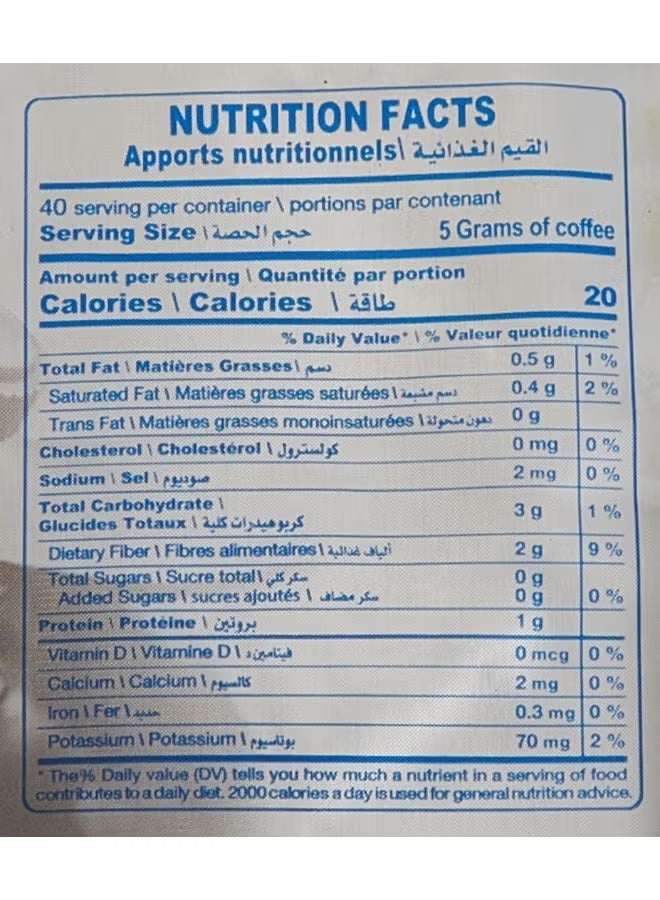 NUTRITION FACTS
Apports nutritionnels\ القيم الغذائية
40 serving per container \ portions par contenant
Serving Size \ حجم الحصة 5 Grams of coffee
Amount per serving \ Quantité par portion
Calories \ Calories \ طاقة 20
% Daily Value* \ % Valeur quotidienne*
Total Fat \ Matières Grasses\ دسم 0.5 g 1 %
Saturated Fat \ Matières grasses saturées \ دسم مشبعة 0.4 g 2 %
Trans Fat \ Matières grasses monoinsaturées \ دهون متحولة 0 g
Cholesterol \ Cholestérol \ كولسترول 0 mg 0 %
Sodium \ Sel \ صوديوم 2 mg 0 %
Total Carbohydrate \
Glucides Totaux \ كربوهيدرات كلية 3 g 1 %
Dietary Fiber \ Fibres alimentaires \ ألياف غذائية 2 g 9 %
Total Sugars \ Sucre total \ سكر كلي 0 g
Added Sugars \ sucres ajoutés \ سكر مضاف 0 g 0 %
Protein \ Protéine \ بروتين 1 g
Vitamin D \ Vitamine D \ فيتامين د 0 mcg 0 %
Calcium \ Calcium \ كالسيوم 2 mg 0 %
Iron \ Fer \ حديد 0.3 mg 0 %
Potassium \ Potassium \ بوتاسيوم 70 mg 2 %
* The% Daily value (DV) tells you how much a nutrient in a serving of food
contributes to a daily diet. 2000 calories a day is used for general nutrition advice.